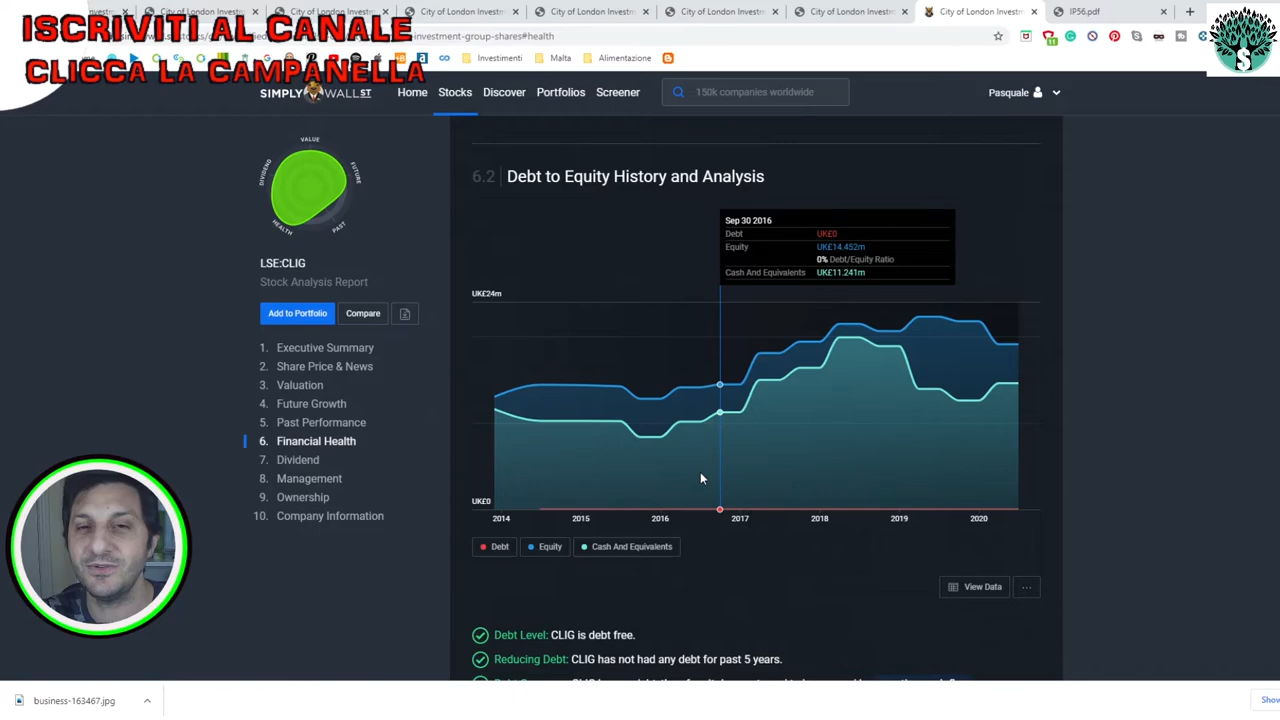 ISCRIVITI AL CANALE
CLICCA LA CAMPANELLA
City of London Investm
City of London Investm
City of London Investm
City of London Investm
City of London Investm
City of London Investm
City of London Investm
IP56.pdf
investment-group-shares#health
Investimenti
Malta
Alimentazione
11
SIMPLY WALL ST
Home
Stocks
Discover
Portfolios
Screener
150k companies worldwide
Pasquale
VALUE
FUTURE
PAST
HEALTH
DIVIDEND
LSE:CLIG
Stock Analysis Report
Add to Portfolio
Compare
1. Executive Summary
2. Share Price & News
3. Valuation
4. Future Growth
5. Past Performance
6. Financial Health
7. Dividend
8. Management
9. Ownership
10. Company Information
6.2 Debt to Equity History and Analysis
Sep 30 2016
Debt UK£0
Equity UK£14.452m
0% Debt/Equity Ratio
Cash And Equivalents UK£11.241m
UK£24m
UK£0
2014 2015 2016 2017 2018 2019 2020
Debt
Equity
Cash And Equivalents
View Data
...
Debt Level: CLIG is debt free.
Reducing Debt: CLIG has not had any debt for past 5 years.
business-163467.jpg
Show
S